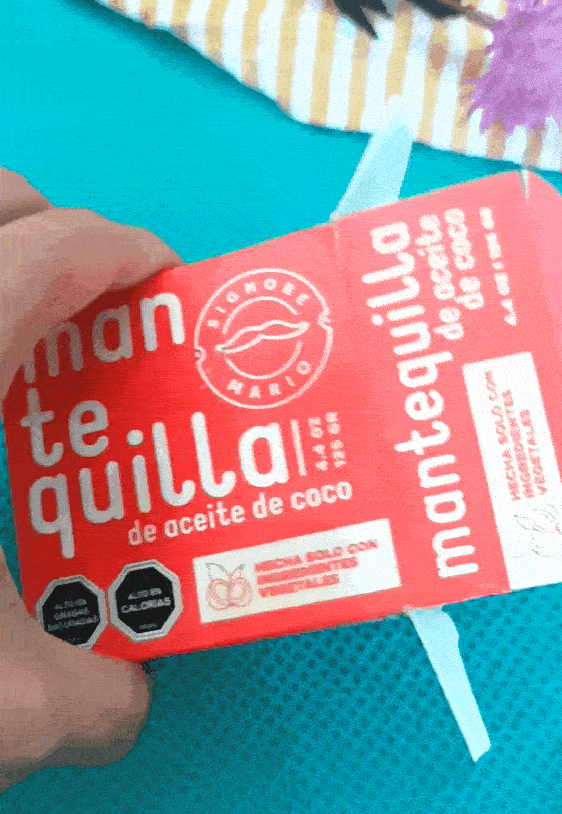 man
te
quilla
de aceite de coco
4.4 OZ
125 GR
SIGNORE
MARIO
HECHA SOLO CON
INGREDIENTES
VEGETALES
ALTO EN
GRASAS
SATURADAS
ALTO EN
CALORÍAS
mantequilla
de aceite
de coco
HECHA SOLO CON
INGREDIENTES
VEGETALES